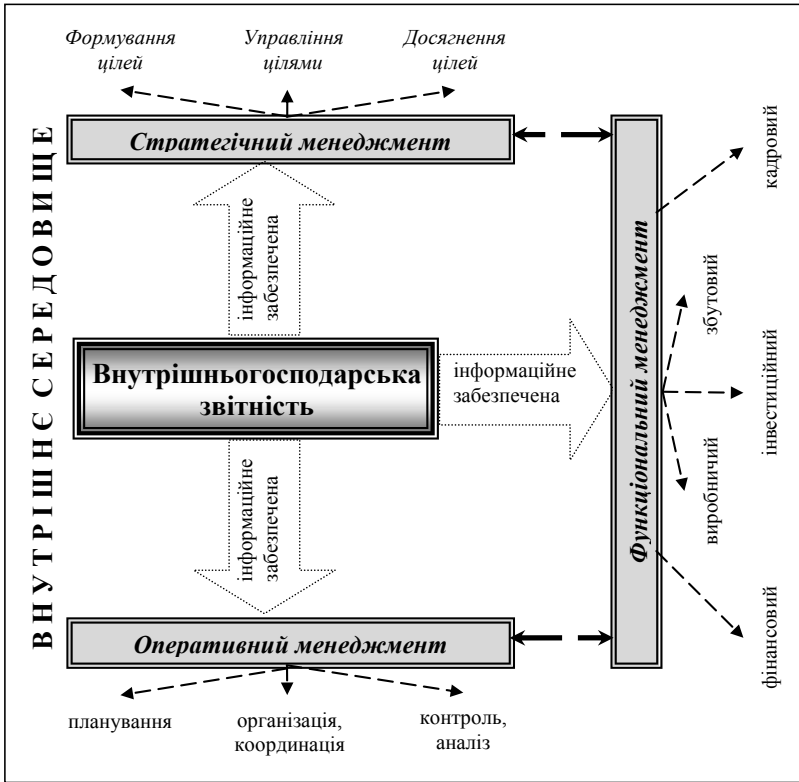 Формування
цілей
Управління
цілями
Досягнення
цілей
Стратегічний менеджмент
ВНУТРІШНЄ СЕРЕДОВИЩЕ
інформаційне
забезпечена
Внутрішньогосподарська
звітність
інформаційне
забезпечена
інформаційне
забезпечена
Функціональний менеджмент
кадровий
збутовий
інвестиційний
виробничий
фінансовий
Оперативний менеджмент
планування
організація,
координація
контроль,
аналіз